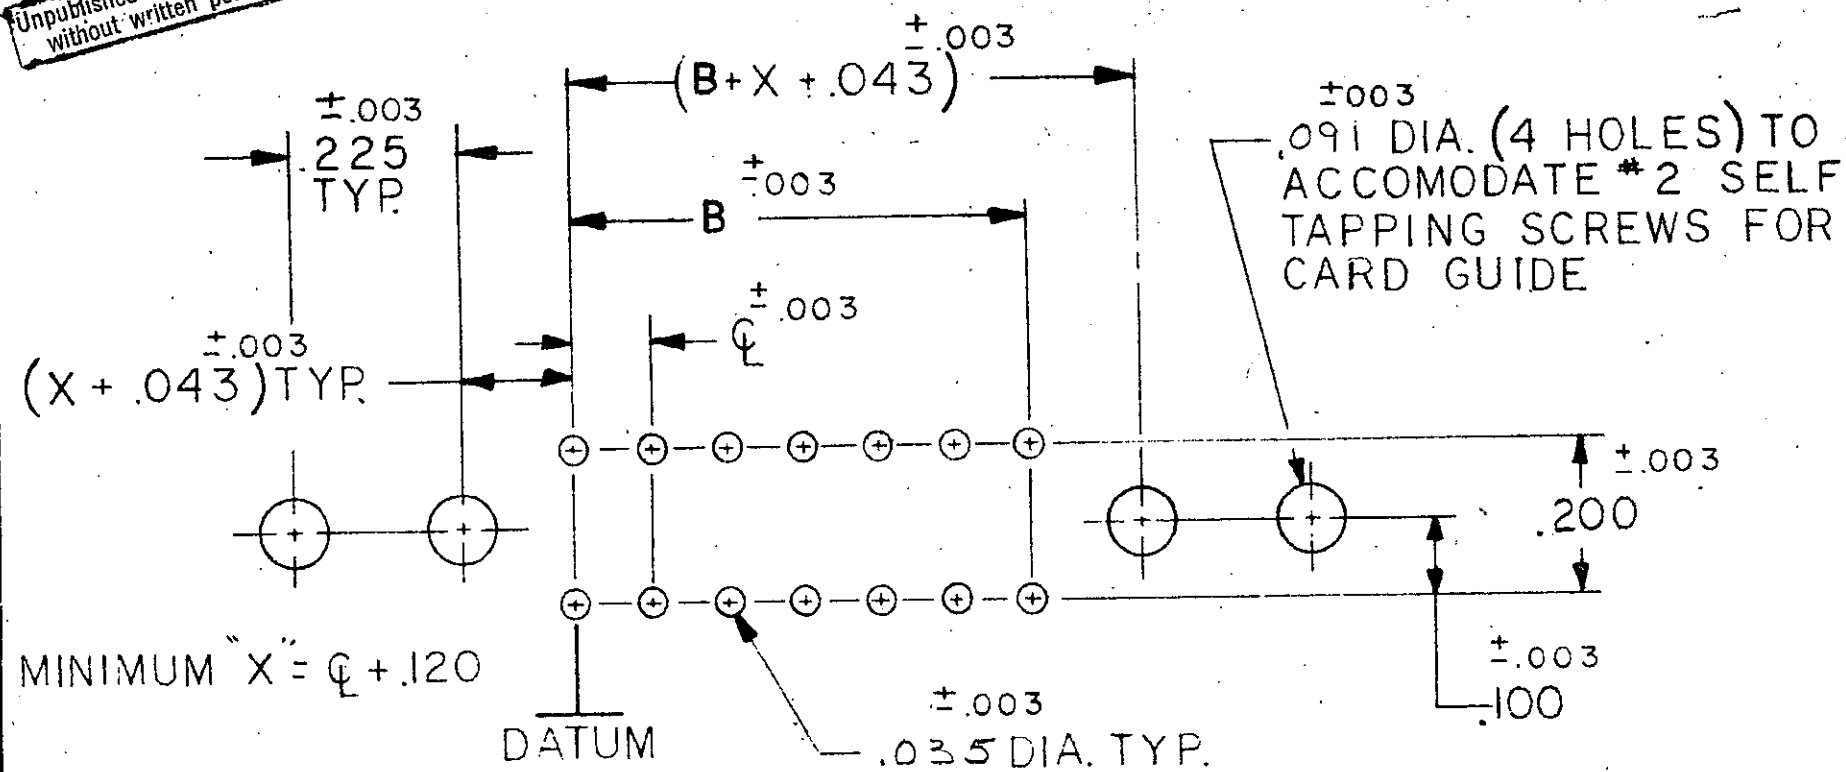 Unpublished
without written
±.003
(B+X +.043)
±.003
.225
TYP.
±003
.091 DIA. (4 HOLES) TO
ACCOMODATE #2 SELF
TAPPING SCREWS FOR
CARD GUIDE
±.003
B
±.003
℄
±.003
(X + .043) TYP.
±.003
.200
MINIMUM "X" = ℄ +.120
±.003
.100
DATUM
±.003
.035 DIA. TYP.